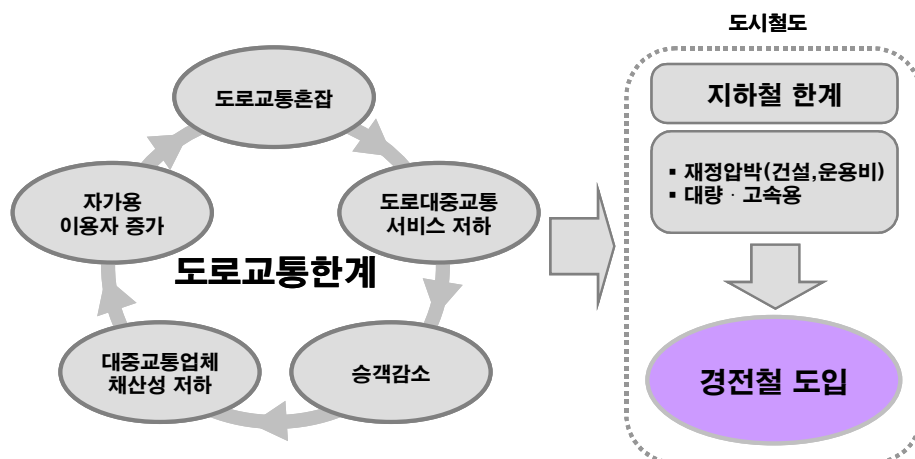 도시철도
도로교통혼잡
지하철 한계
자가용
이용자 증가
도로대중교통
서비스 저하
▪ 재정압박(건설,운용비)
▪ 대량 · 고속용
도로교통한계
대중교통업체
채산성 저하
승객감소
경전철 도입